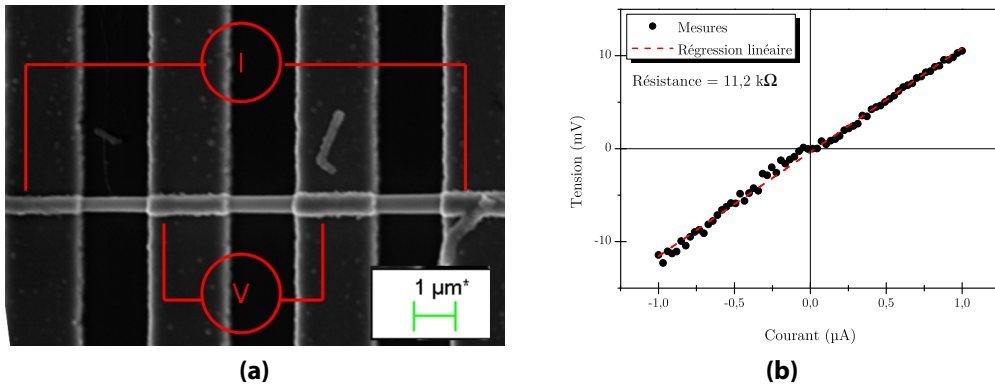 I
V
1 µm*
(a)
Mesures
Régression linéaire
Résistance = 11,2 kΩ
10
0
-10
Tension (mV)
-1,0 -0,5 0,0 0,5 1,0
Courant (µA)
(b)